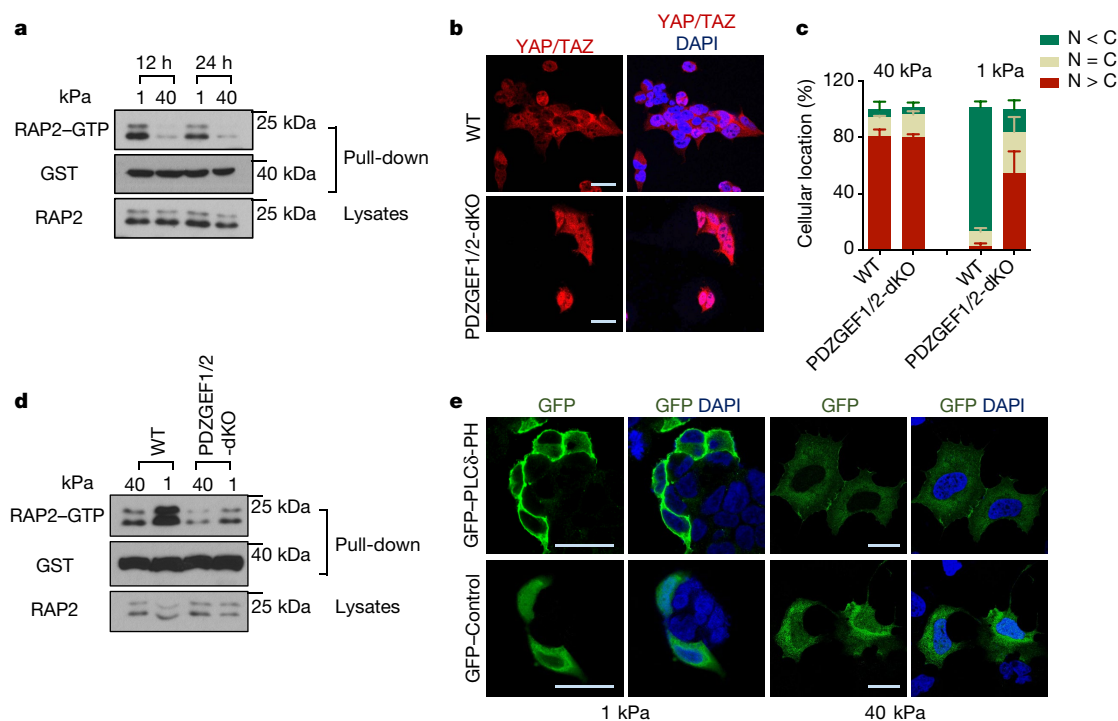 a
12 h 24 h
kPa 1 40 1 40
RAP2–GTP
25 kDa
GST
40 kDa
Pull-down
RAP2
25 kDa
Lysates
b
YAP/TAZ
YAP/TAZ
DAPI
WT
PDZGEF1/2-dKO
c
N < C
N = C
N > C
40 kPa 1 kPa
Cellular location (%)
120
80
40
0
WT
PDZGEF1/2-dKO
WT
PDZGEF1/2-dKO
d
WT
PDZGEF1/2
-dKO
kPa 40 1 40 1
RAP2–GTP
25 kDa
GST
40 kDa
Pull-down
RAP2
25 kDa
Lysates
e
GFP GFP DAPI GFP GFP DAPI
GFP–PLCδ-PH
GFP–Control
1 kPa 40 kPa